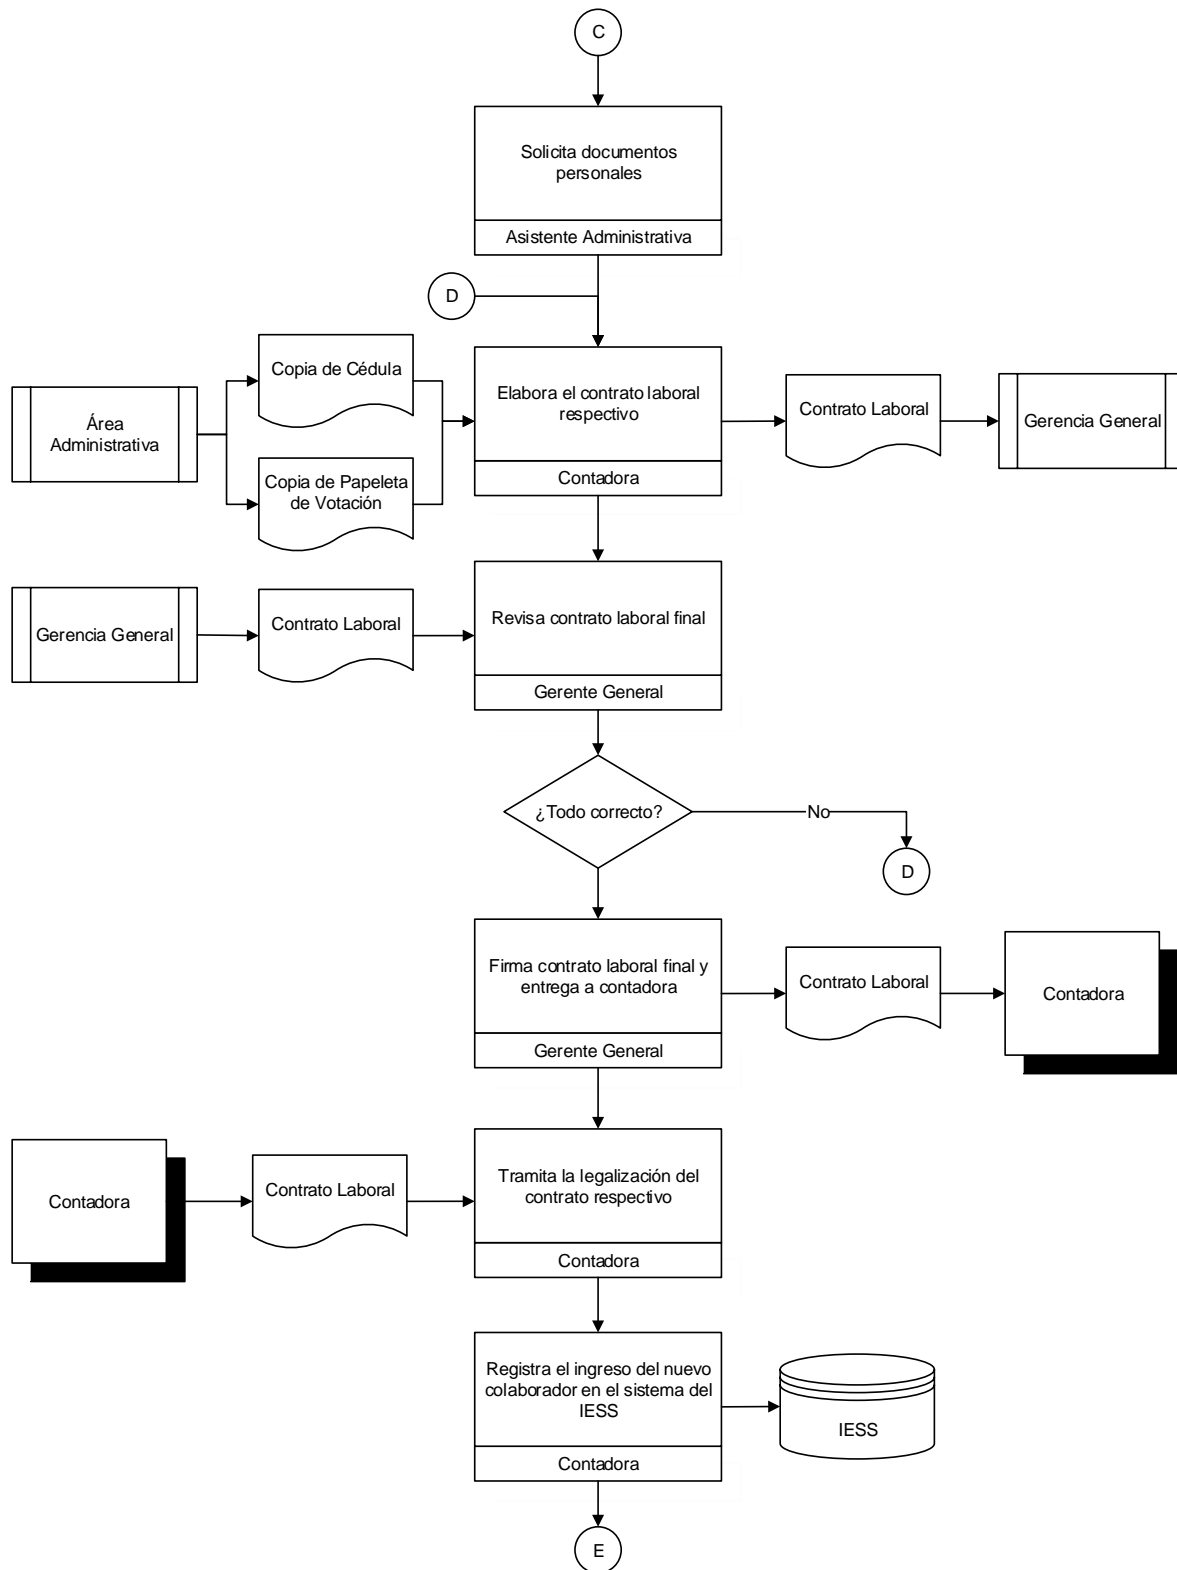 C
Solicita documentos
personales
Asistente Administrativa
D
Copia de Cédula
Área
Administrativa
Copia de Papeleta
de Votación
Elabora el contrato laboral
respectivo
Contadora
Contrato Laboral
Gerencia General
Gerencia General
Contrato Laboral
Revisa contrato laboral final
Gerente General
¿Todo correcto?
No
D
Firma contrato laboral final y
entrega a contadora
Gerente General
Contrato Laboral
Contadora
Contadora
Contrato Laboral
Tramita la legalización del
contrato respectivo
Contadora
Registra el ingreso del nuevo
colaborador en el sistema del
IESS
Contadora
IESS
E